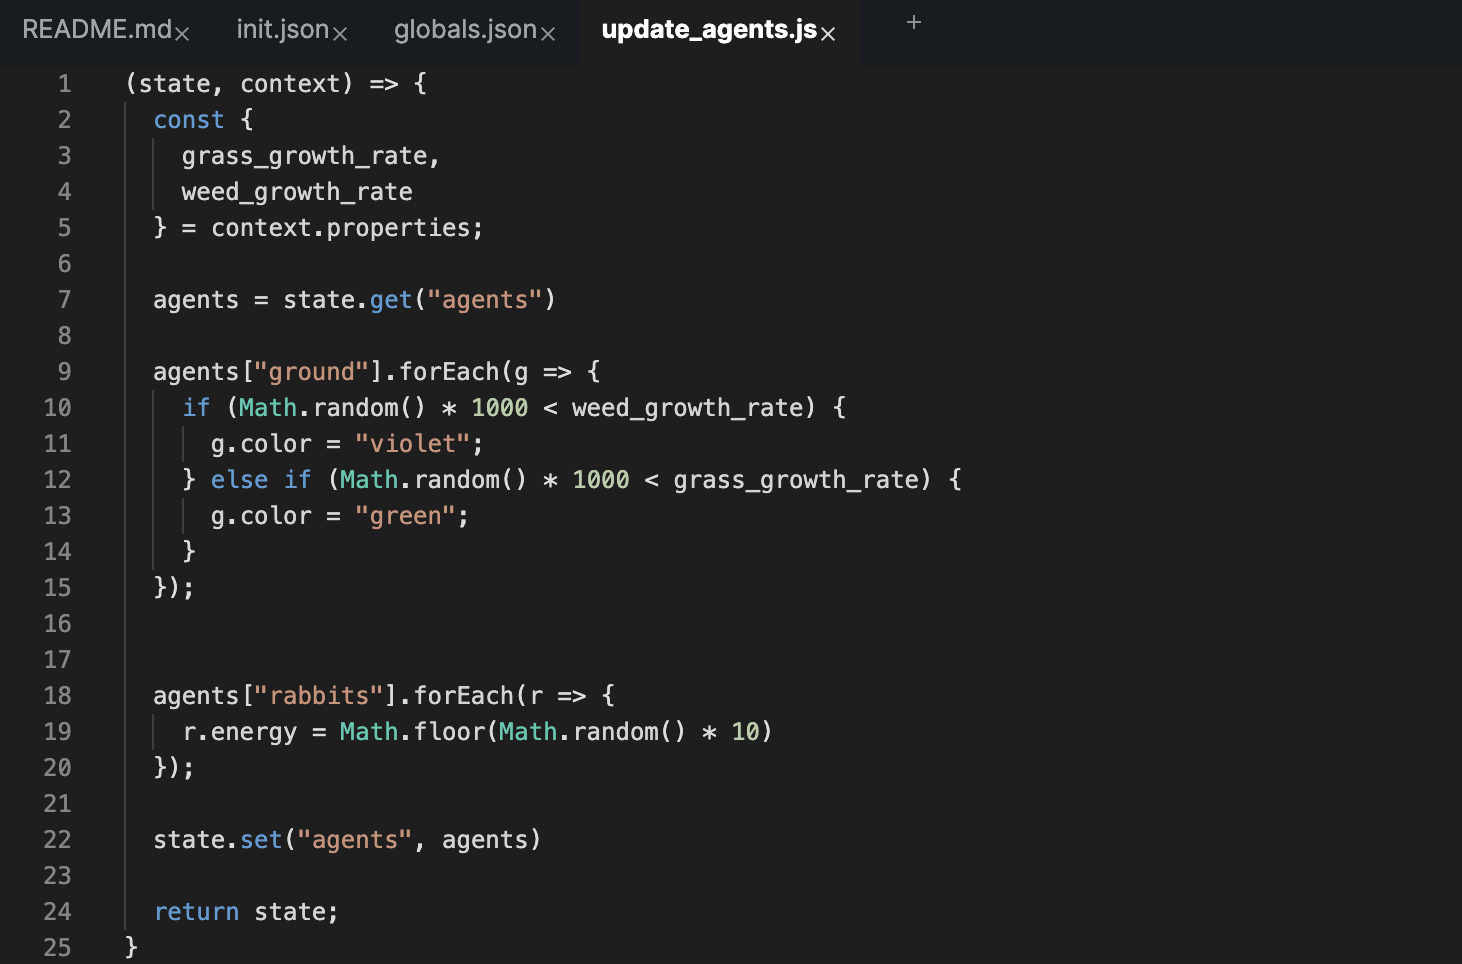 README.md× init.json× globals.json× update_agents.js× +
1 (state, context) => {
2 const {
3 grass_growth_rate,
4 weed_growth_rate
5 } = context.properties;
6
7 agents = state.get("agents")
8
9 agents["ground"].forEach(g => {
10 if (Math.random() * 1000 < weed_growth_rate) {
11 g.color = "violet";
12 } else if (Math.random() * 1000 < grass_growth_rate) {
13 g.color = "green";
14 }
15 });
16
17
18 agents["rabbits"].forEach(r => {
19 r.energy = Math.floor(Math.random() * 10)
20 });
21
22 state.set("agents", agents)
23
24 return state;
25 }